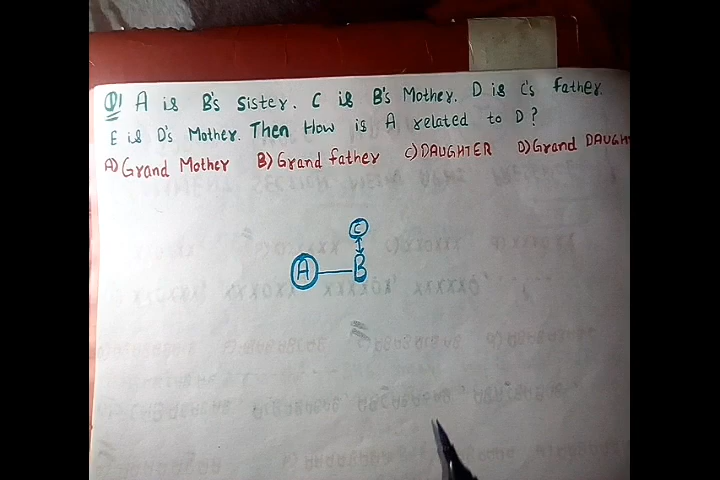 Q1 A is B's Sister. C is B's Mother. D is C's father.
E is D's Mother. Then How is A related to D?
A) Grand Mother B) Grand father C) DAUGHTER D) Grand DAUGH
C
A B